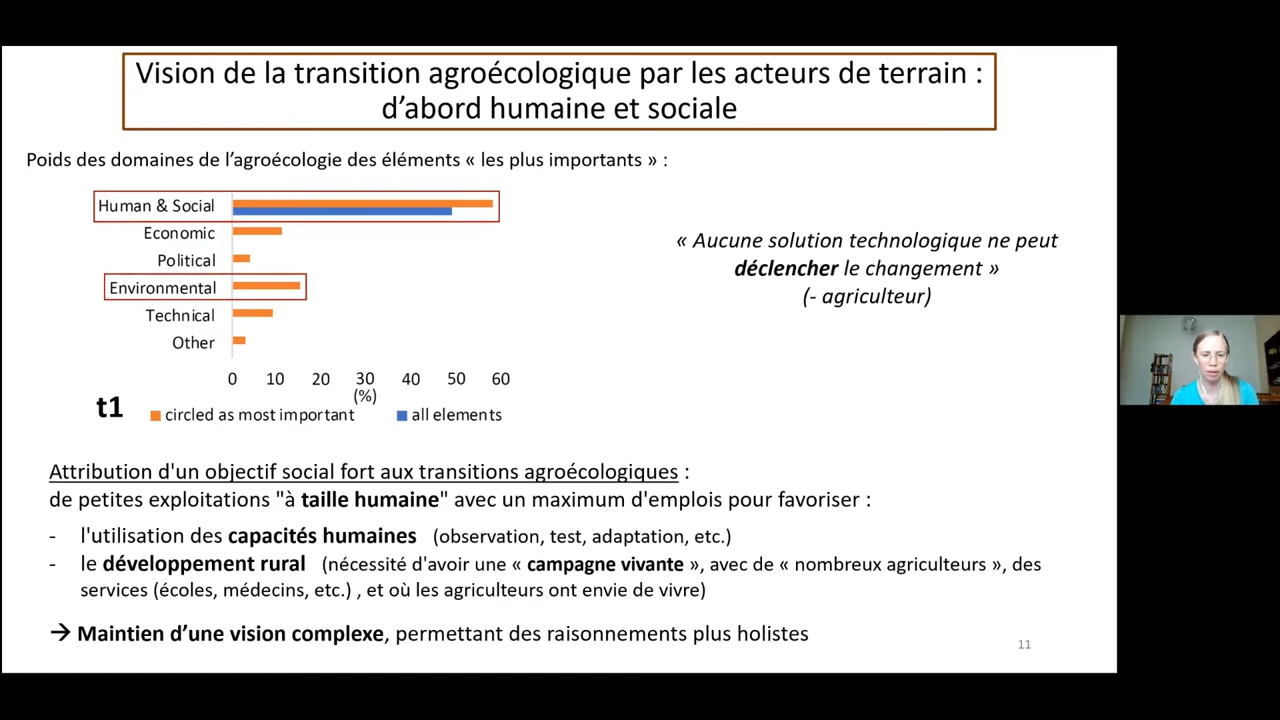 Vision de la transition agroécologique par les acteurs de terrain :
d’abord humaine et sociale
Poids des domaines de l’agroécologie des éléments « les plus importants » :
Human & Social
Economic
Political
Environmental
Technical
Other
0 10 20 30 40 50 60
(%)
t1
circled as most important all elements
« Aucune solution technologique ne peut
déclencher le changement »
(- agriculteur)
Attribution d'un objectif social fort aux transitions agroécologiques :
de petites exploitations "à taille humaine" avec un maximum d'emplois pour favoriser :
- l'utilisation des capacités humaines (observation, test, adaptation, etc.)
- le développement rural (nécessité d'avoir une « campagne vivante », avec de « nombreux agriculteurs », des
services (écoles, médecins, etc.) , et où les agriculteurs ont envie de vivre)
→ Maintien d’une vision complexe, permettant des raisonnements plus holistes
11